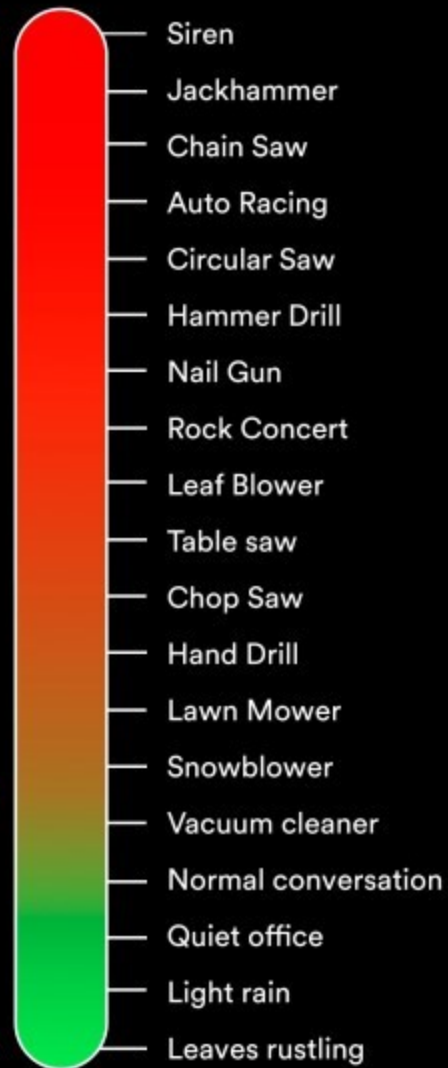 Siren
Jackhammer
Chain Saw
Auto Racing
Circular Saw
Hammer Drill
Nail Gun
Rock Concert
Leaf Blower
Table saw
Chop Saw
Hand Drill
Lawn Mower
Snowblower
Vacuum cleaner
Normal conversation
Quiet office
Light rain
Leaves rustling